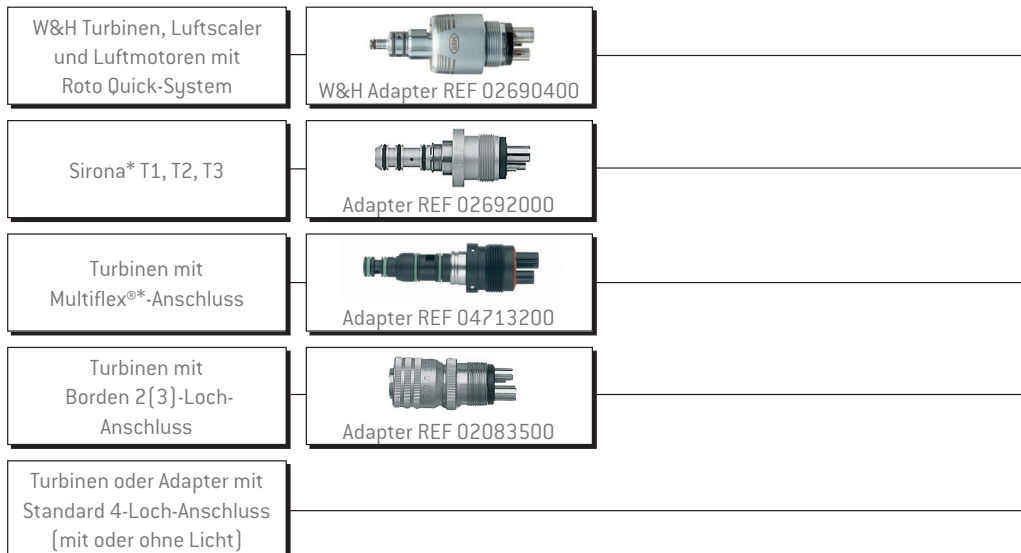 W&H Turbinen, Luftscaler
und Luftmotoren mit
Roto Quick-System
W&H Adapter REF 02690400
Sirona* T1, T2, T3
Adapter REF 02692000
Turbinen mit
Multiflex®*-Anschluss
Adapter REF 04713200
Turbinen mit
Borden 2(3)-Loch-
Anschluss
Adapter REF 02083500
Turbinen oder Adapter mit
Standard 4-Loch-Anschluss
(mit oder ohne Licht)